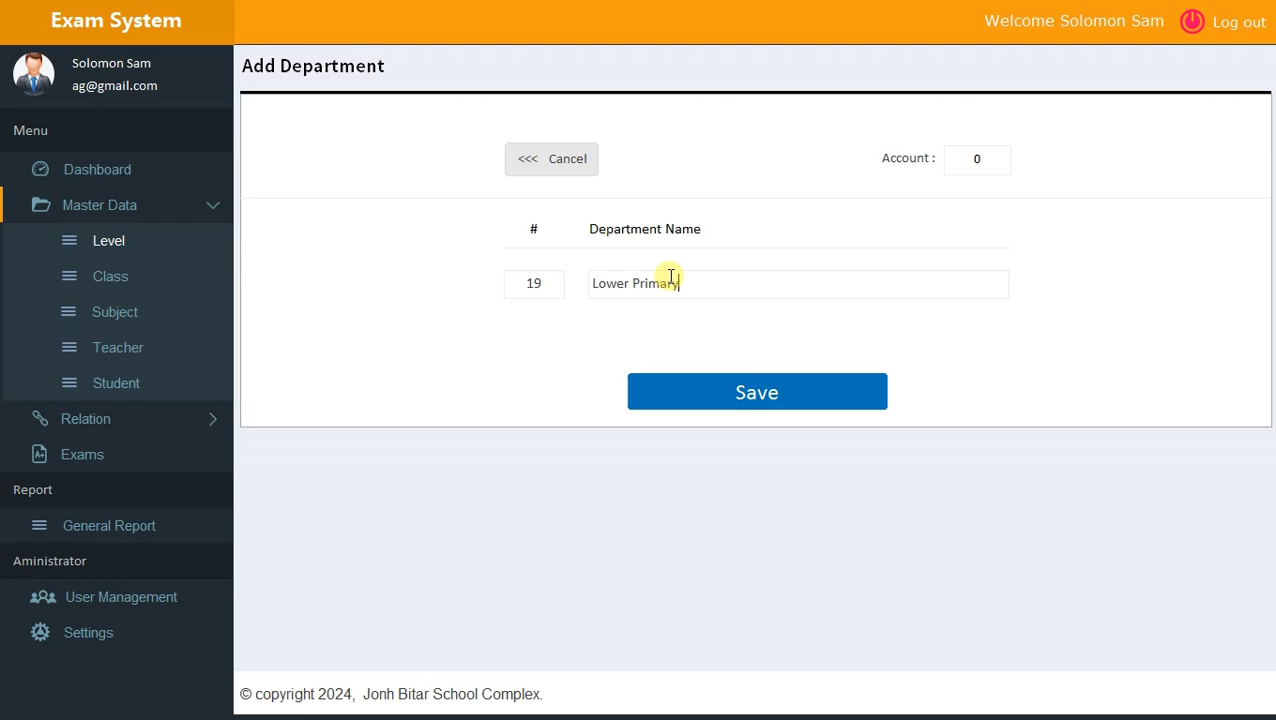 Exam System
Welcome Solomon Sam
Log out
Solomon Sam
ag@gmail.com
Add Department
Menu
<<< Cancel
Account :
0
Dashboard
Master Data
Level
Class
Subject
Teacher
Student
# Department Name
19 Lower Primary
Save
Relation
A+
Exams
Report
General Report
Aministrator
User Management
Settings
© copyright 2024, Jonh Bitar School Complex.